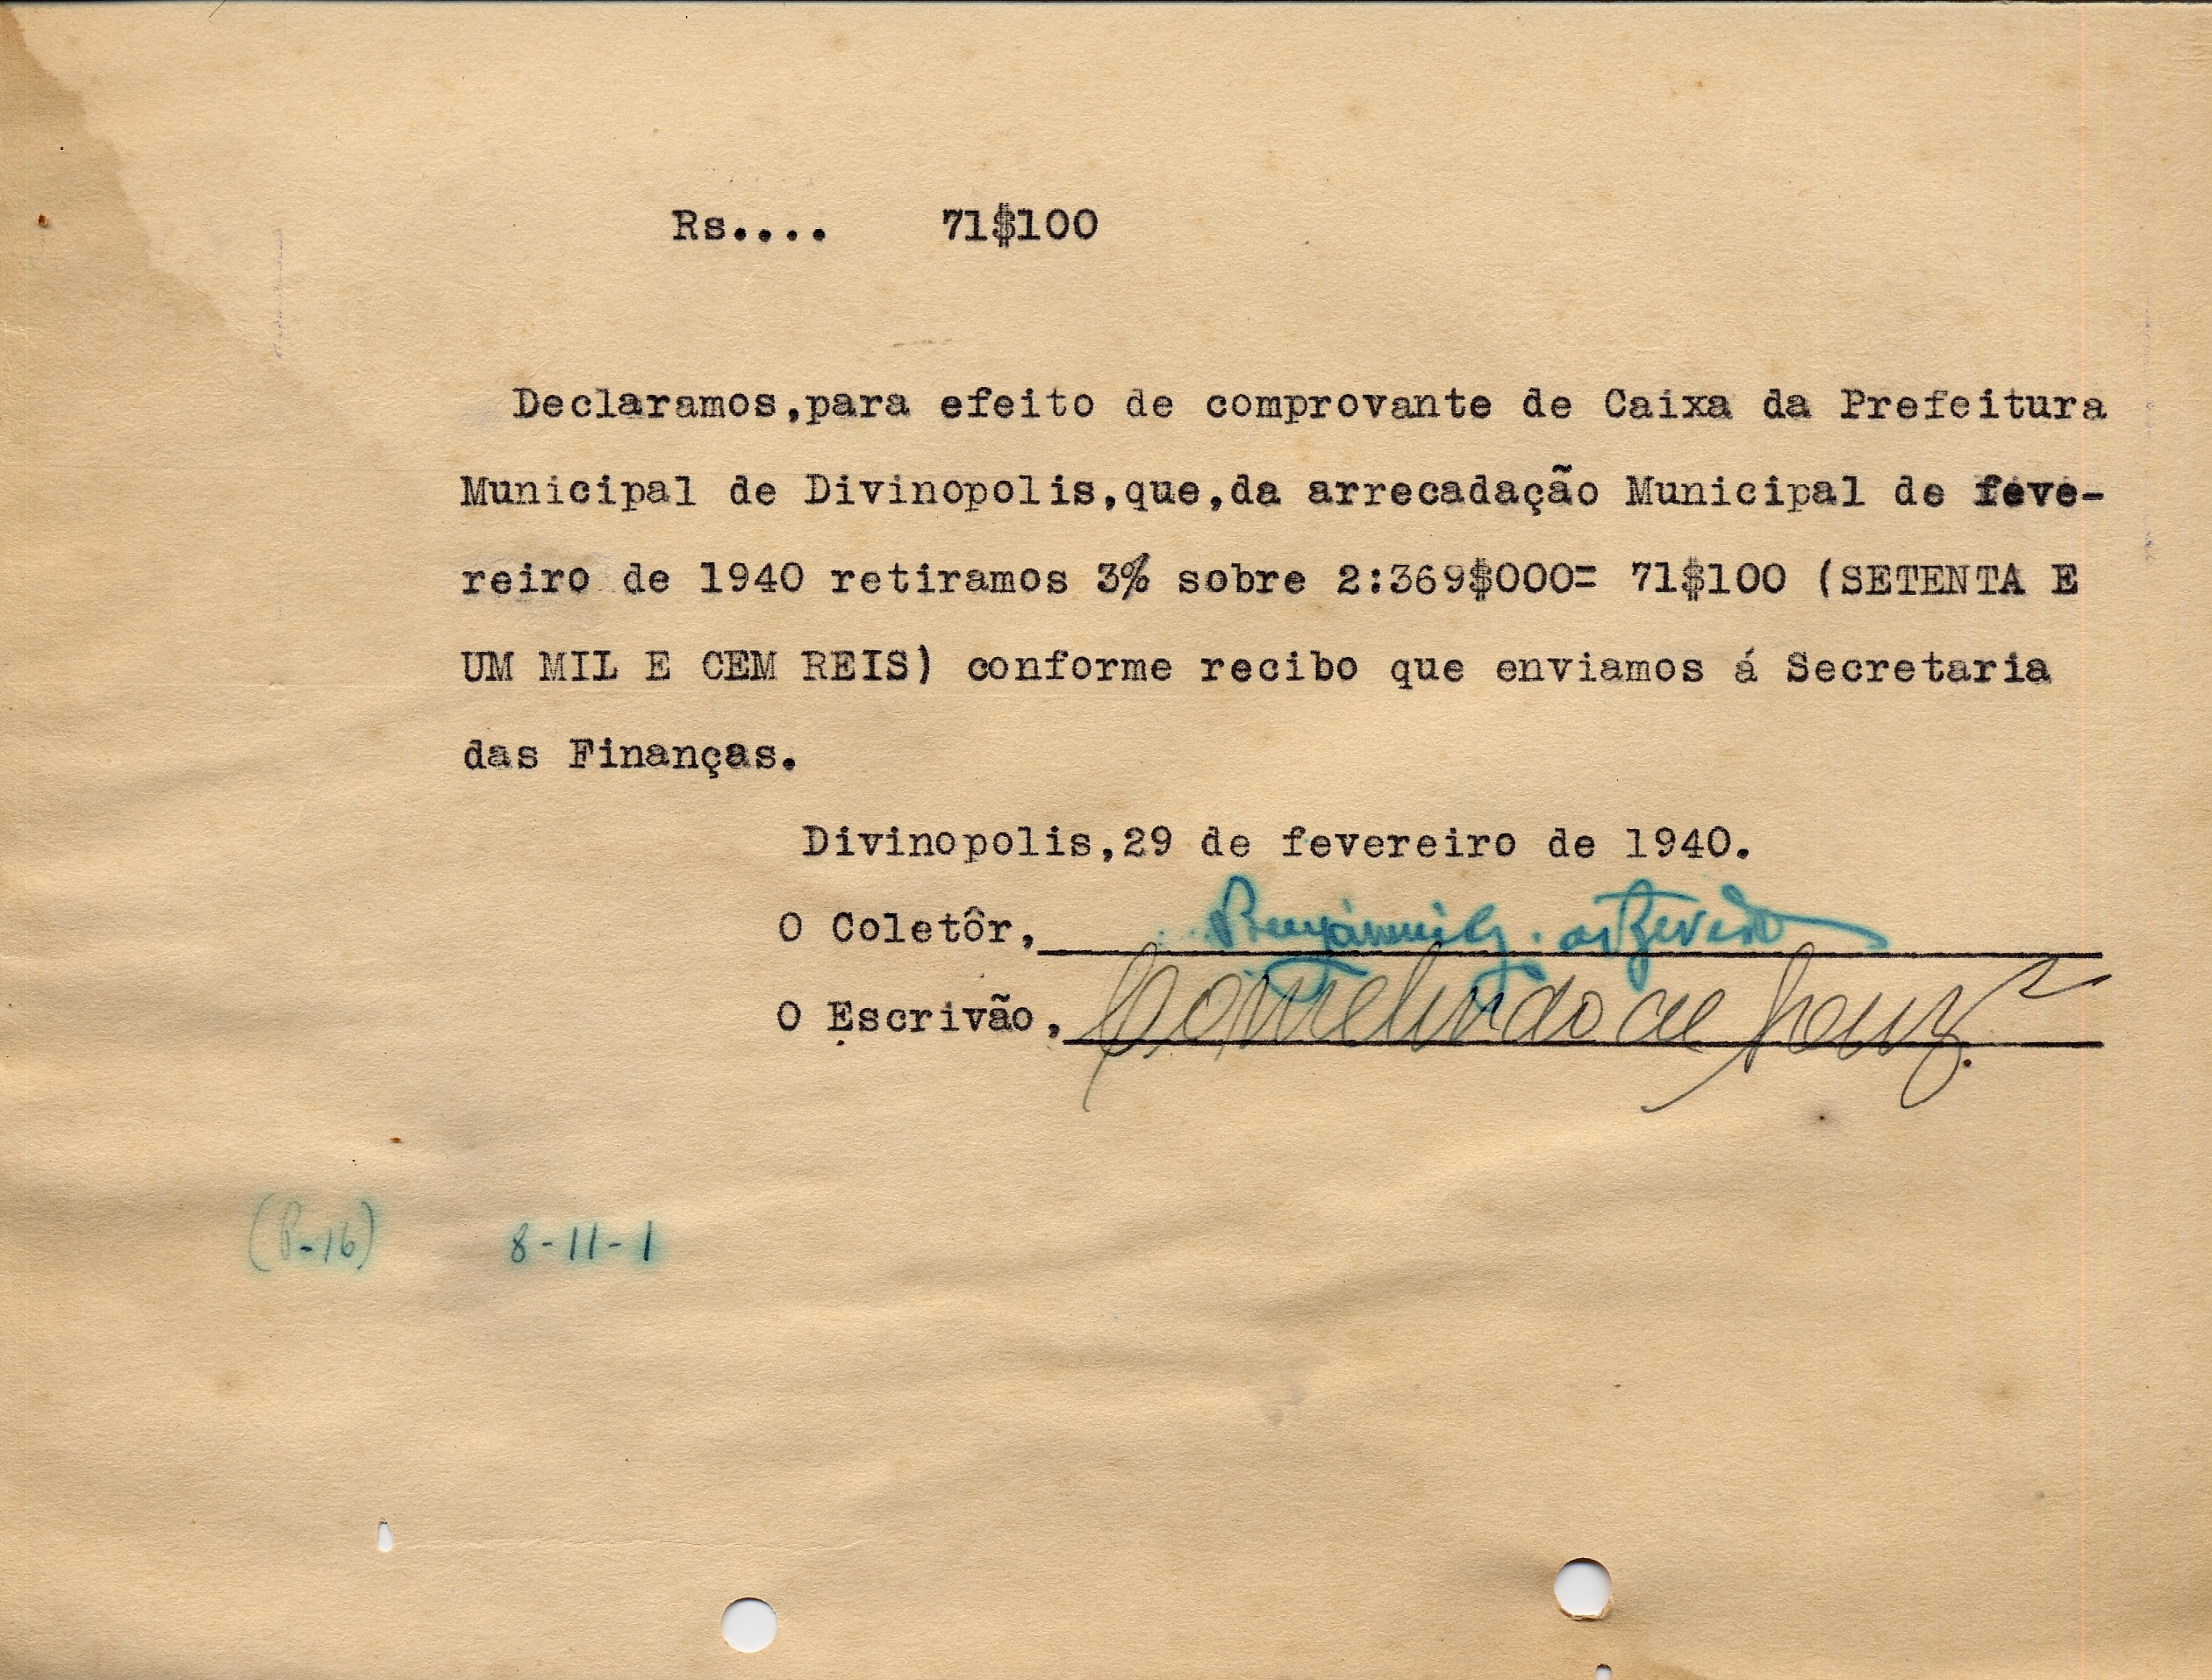 Rs.... 71$100
Declaramos,para efeito de comprovante de Caixa da Prefeitura
Municipal de Divinopolis,que,da arrecadação Municipal de feve-
reiro de 1940 retiramos 3% sobre 2:369$000= 71$100 (SETENTA E
UM MIL E CEM REIS) conforme recibo que enviamos á Secretaria
das Finanças.
Divinopolis,29 de fevereiro de 1940.
O Coletôr,
O Escrivão,
(P-16) 8-11-1